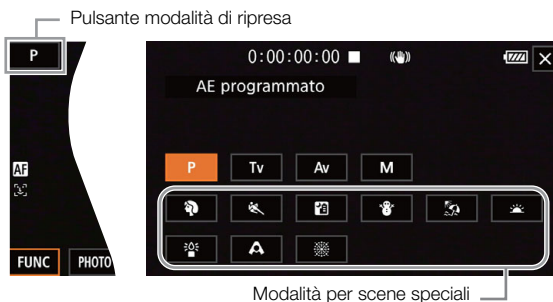 Pulsante modalità di ripresa
P
0:00:00:00
AE programmato
P Tv Av M
AF
FUNC PHOTO
Modalità per scene speciali